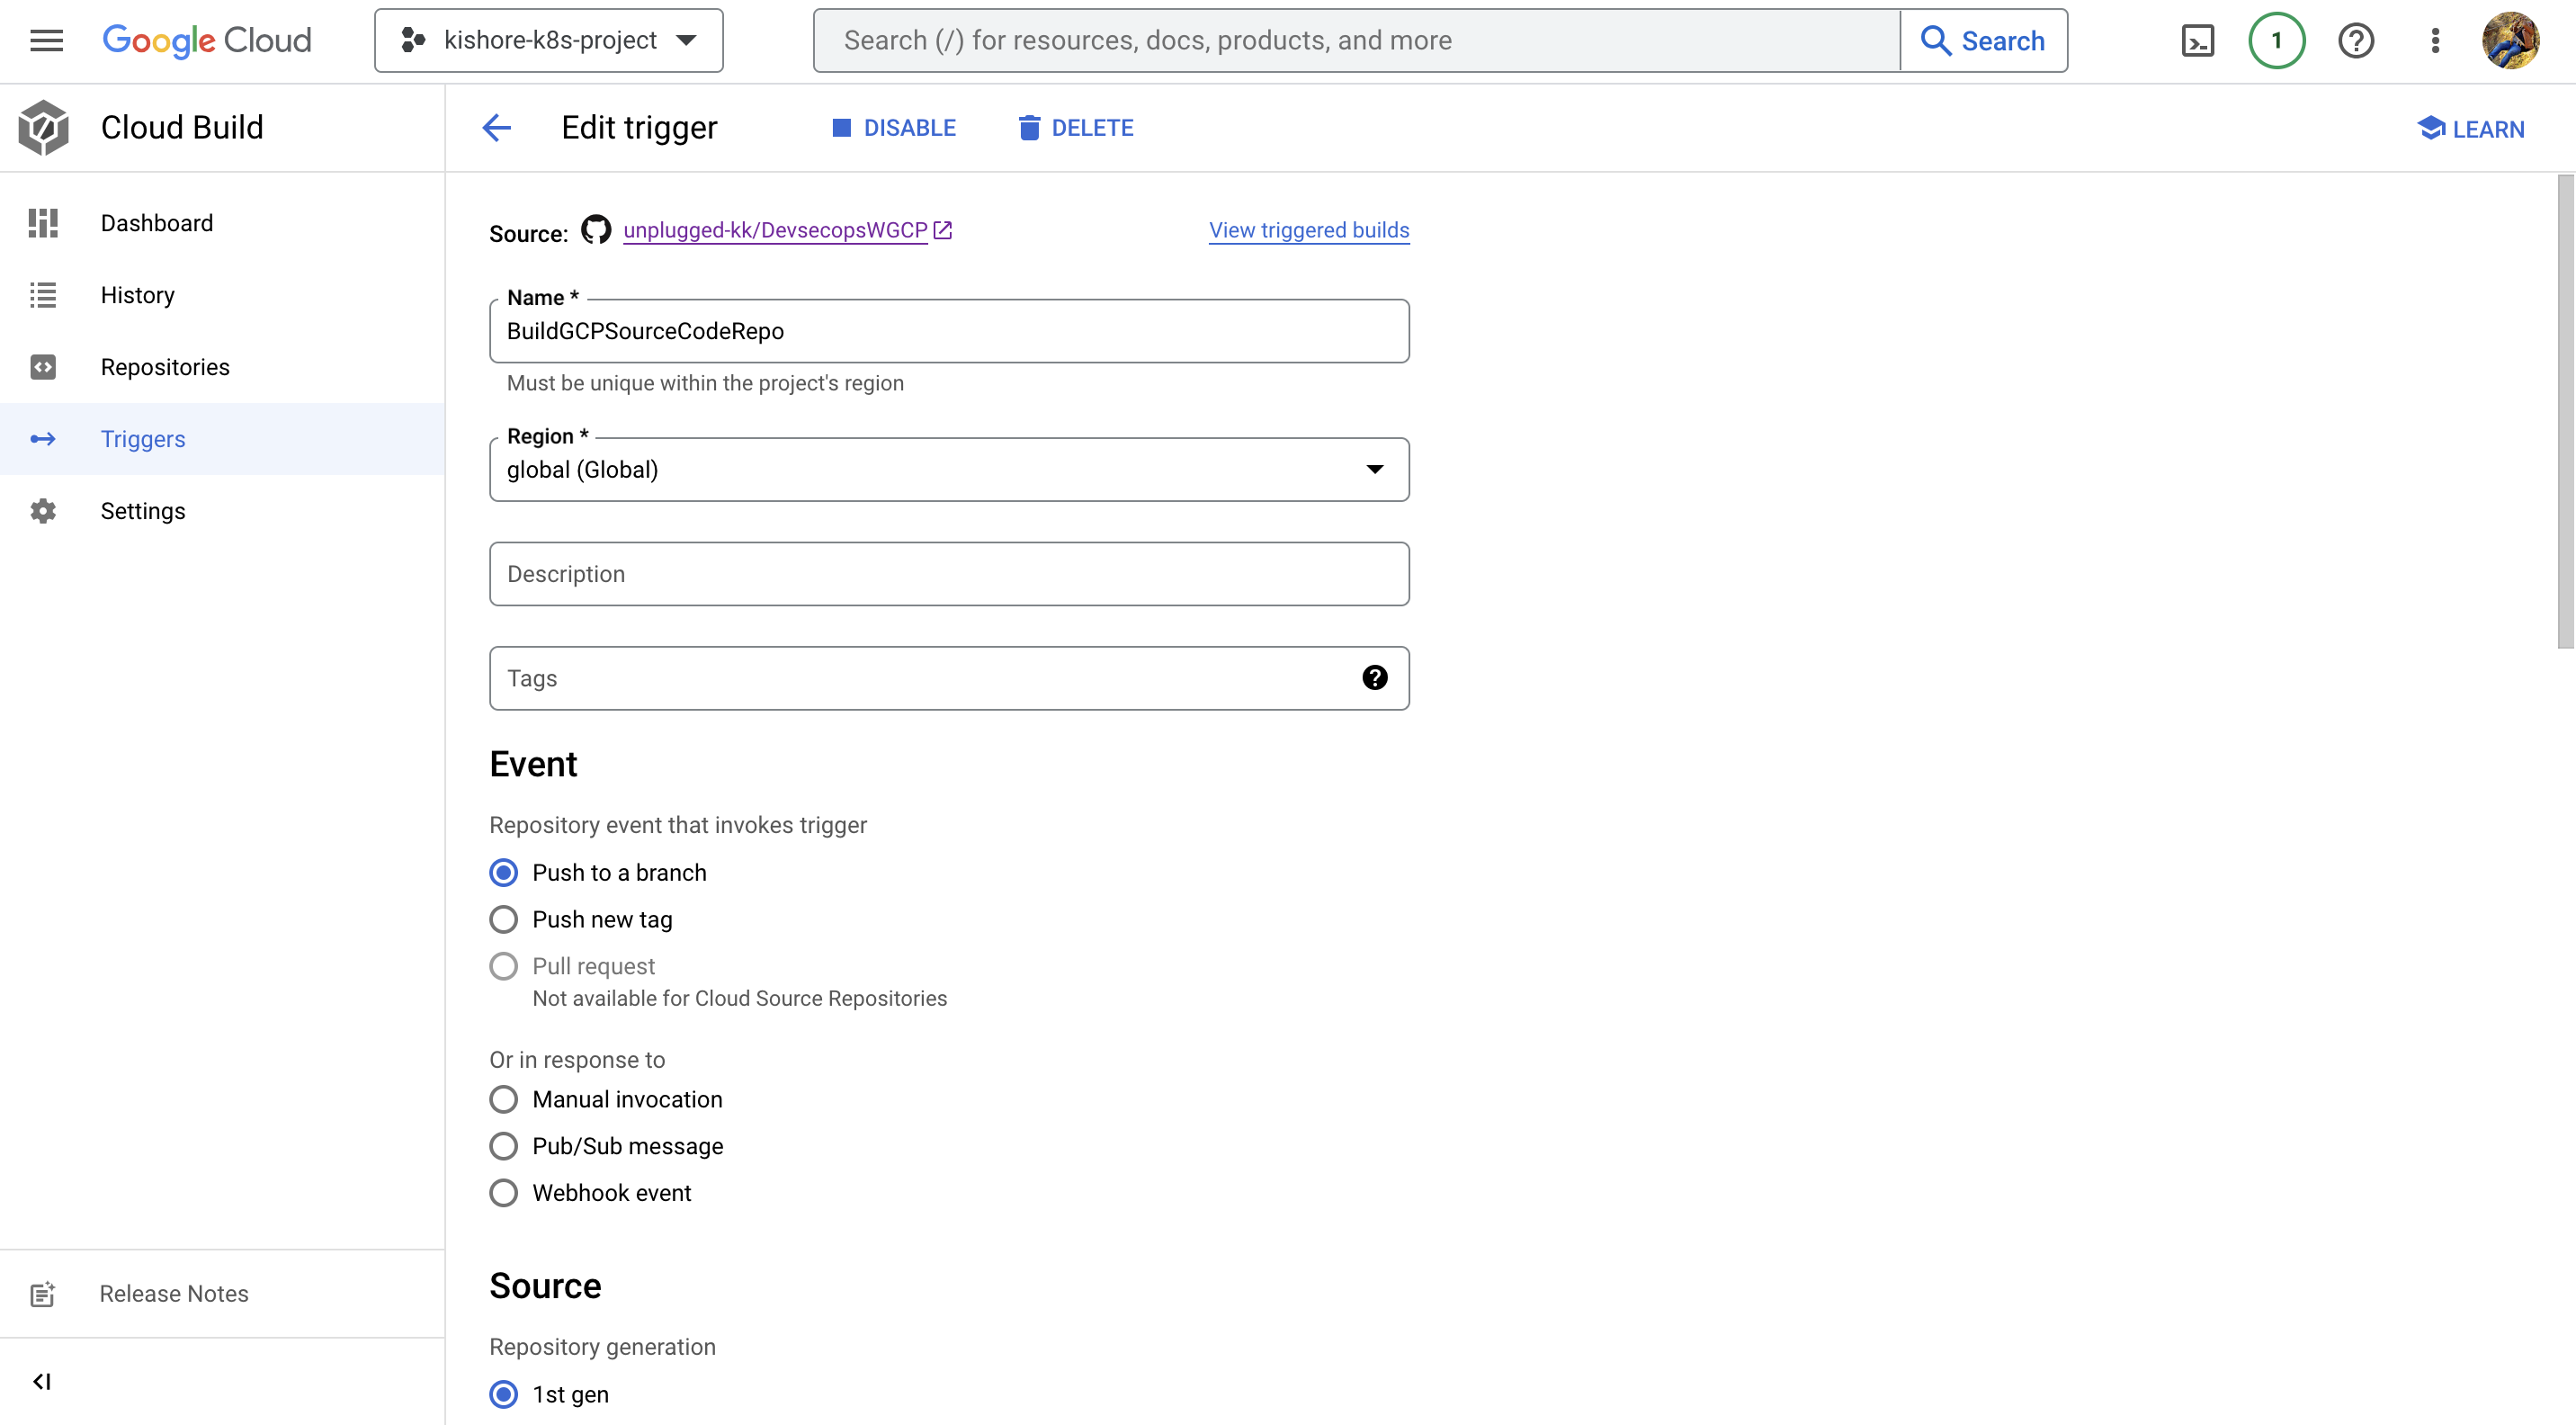 Google Cloud
kishore-k8s-project
Search (/) for resources, docs, products, and more
Search
1
Cloud Build
Edit trigger
DISABLE
DELETE
LEARN
Dashboard
History
Repositories
Triggers
Settings
Release Notes
Source: unplugged-kk/DevsecopsWGCP
View triggered builds
Name *
BuildGCPSourceCodeRepo
Must be unique within the project's region
Region *
global (Global)
Description
Tags
Event
Repository event that invokes trigger
Push to a branch
Push new tag
Pull request
Not available for Cloud Source Repositories
Or in response to
Manual invocation
Pub/Sub message
Webhook event
Source
Repository generation
1st gen